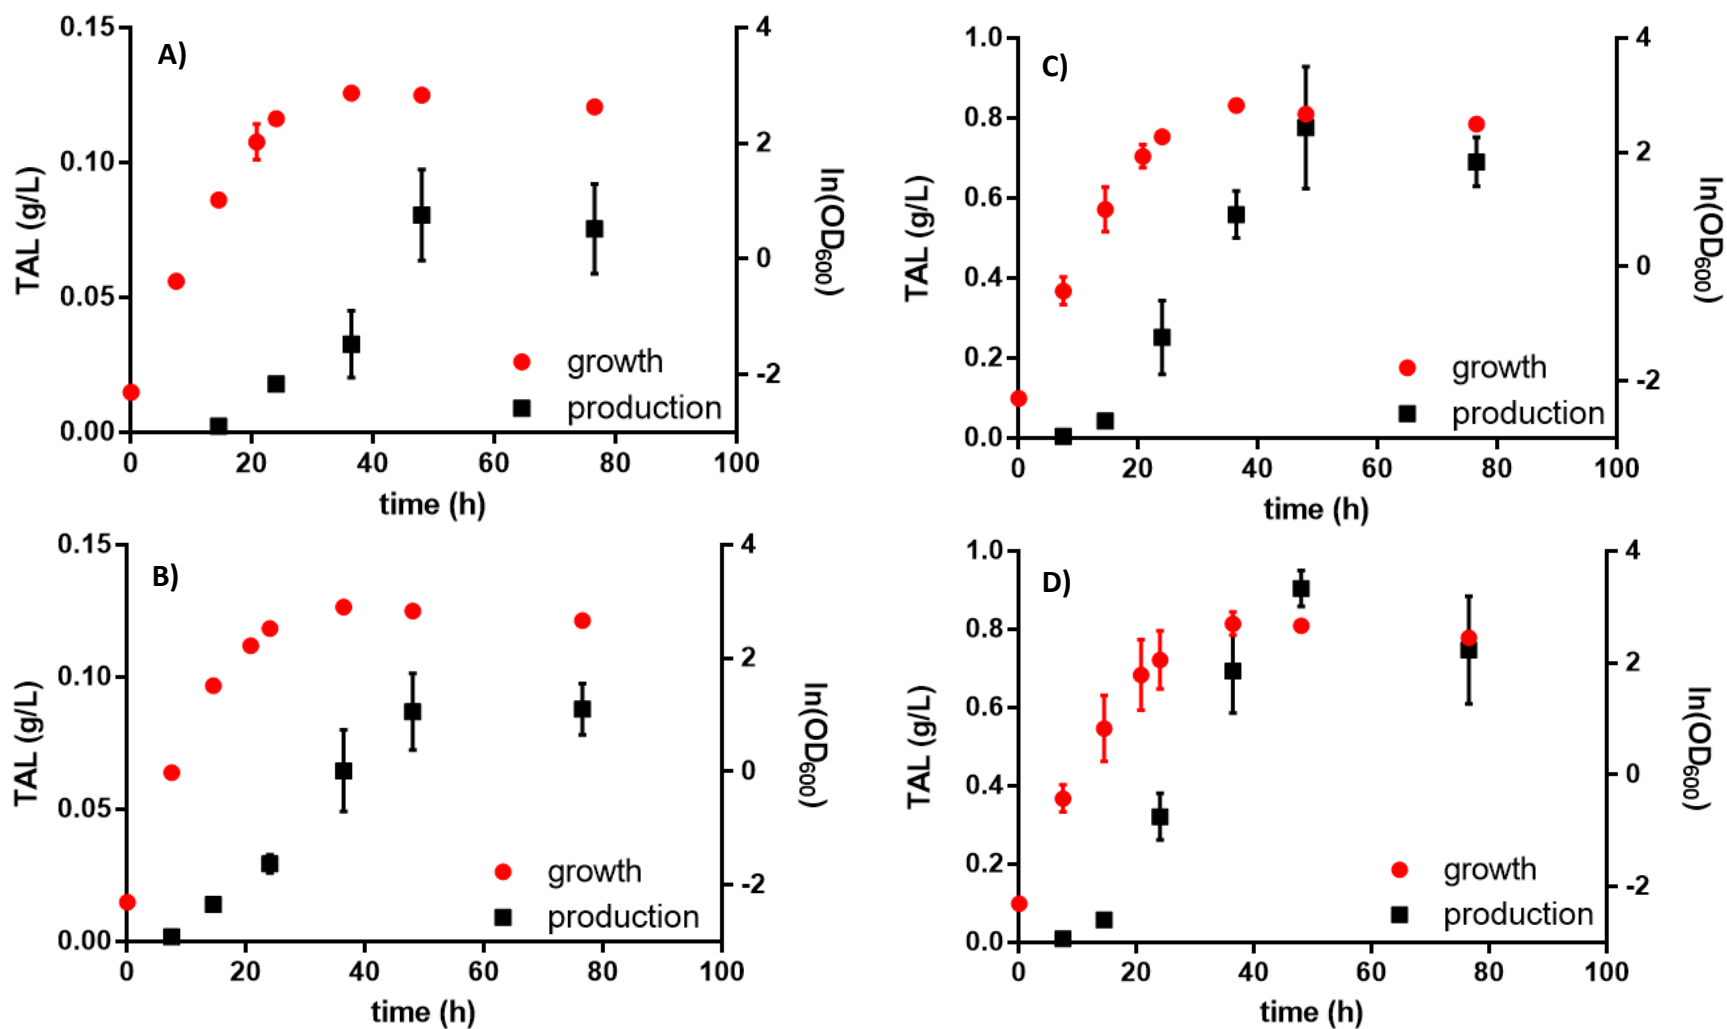 A)
0.15
0.10
0.05
0.00
TAL (g/L)
4
2
0
-2
ln(OD600)
growth
production
0 20 40 60 80 100
time (h)
C)
1.0
0.8
0.6
0.4
0.2
0.0
TAL (g/L)
4
2
0
-2
ln(OD600)
growth
production
0 20 40 60 80 100
time (h)
B)
0.15
0.10
0.05
0.00
TAL (g/L)
4
2
0
-2
ln(OD600)
growth
production
0 20 40 60 80 100
time (h)
D)
1.0
0.8
0.6
0.4
0.2
0.0
TAL (g/L)
4
2
0
-2
ln(OD600)
growth
production
0 20 40 60 80 100
time (h)